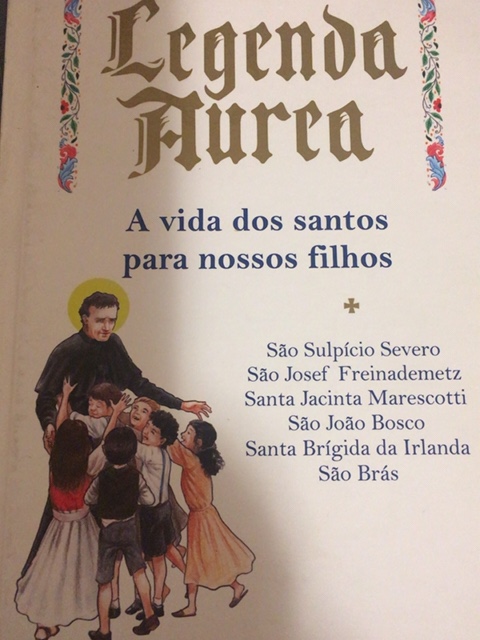 Legenda
Aurea
A vida dos santos
para nossos filhos
São Sulpício Severo
São Josef Freinademetz
Santa Jacinta Marescotti
São João Bosco
Santa Brígida da Irlanda
São Brás